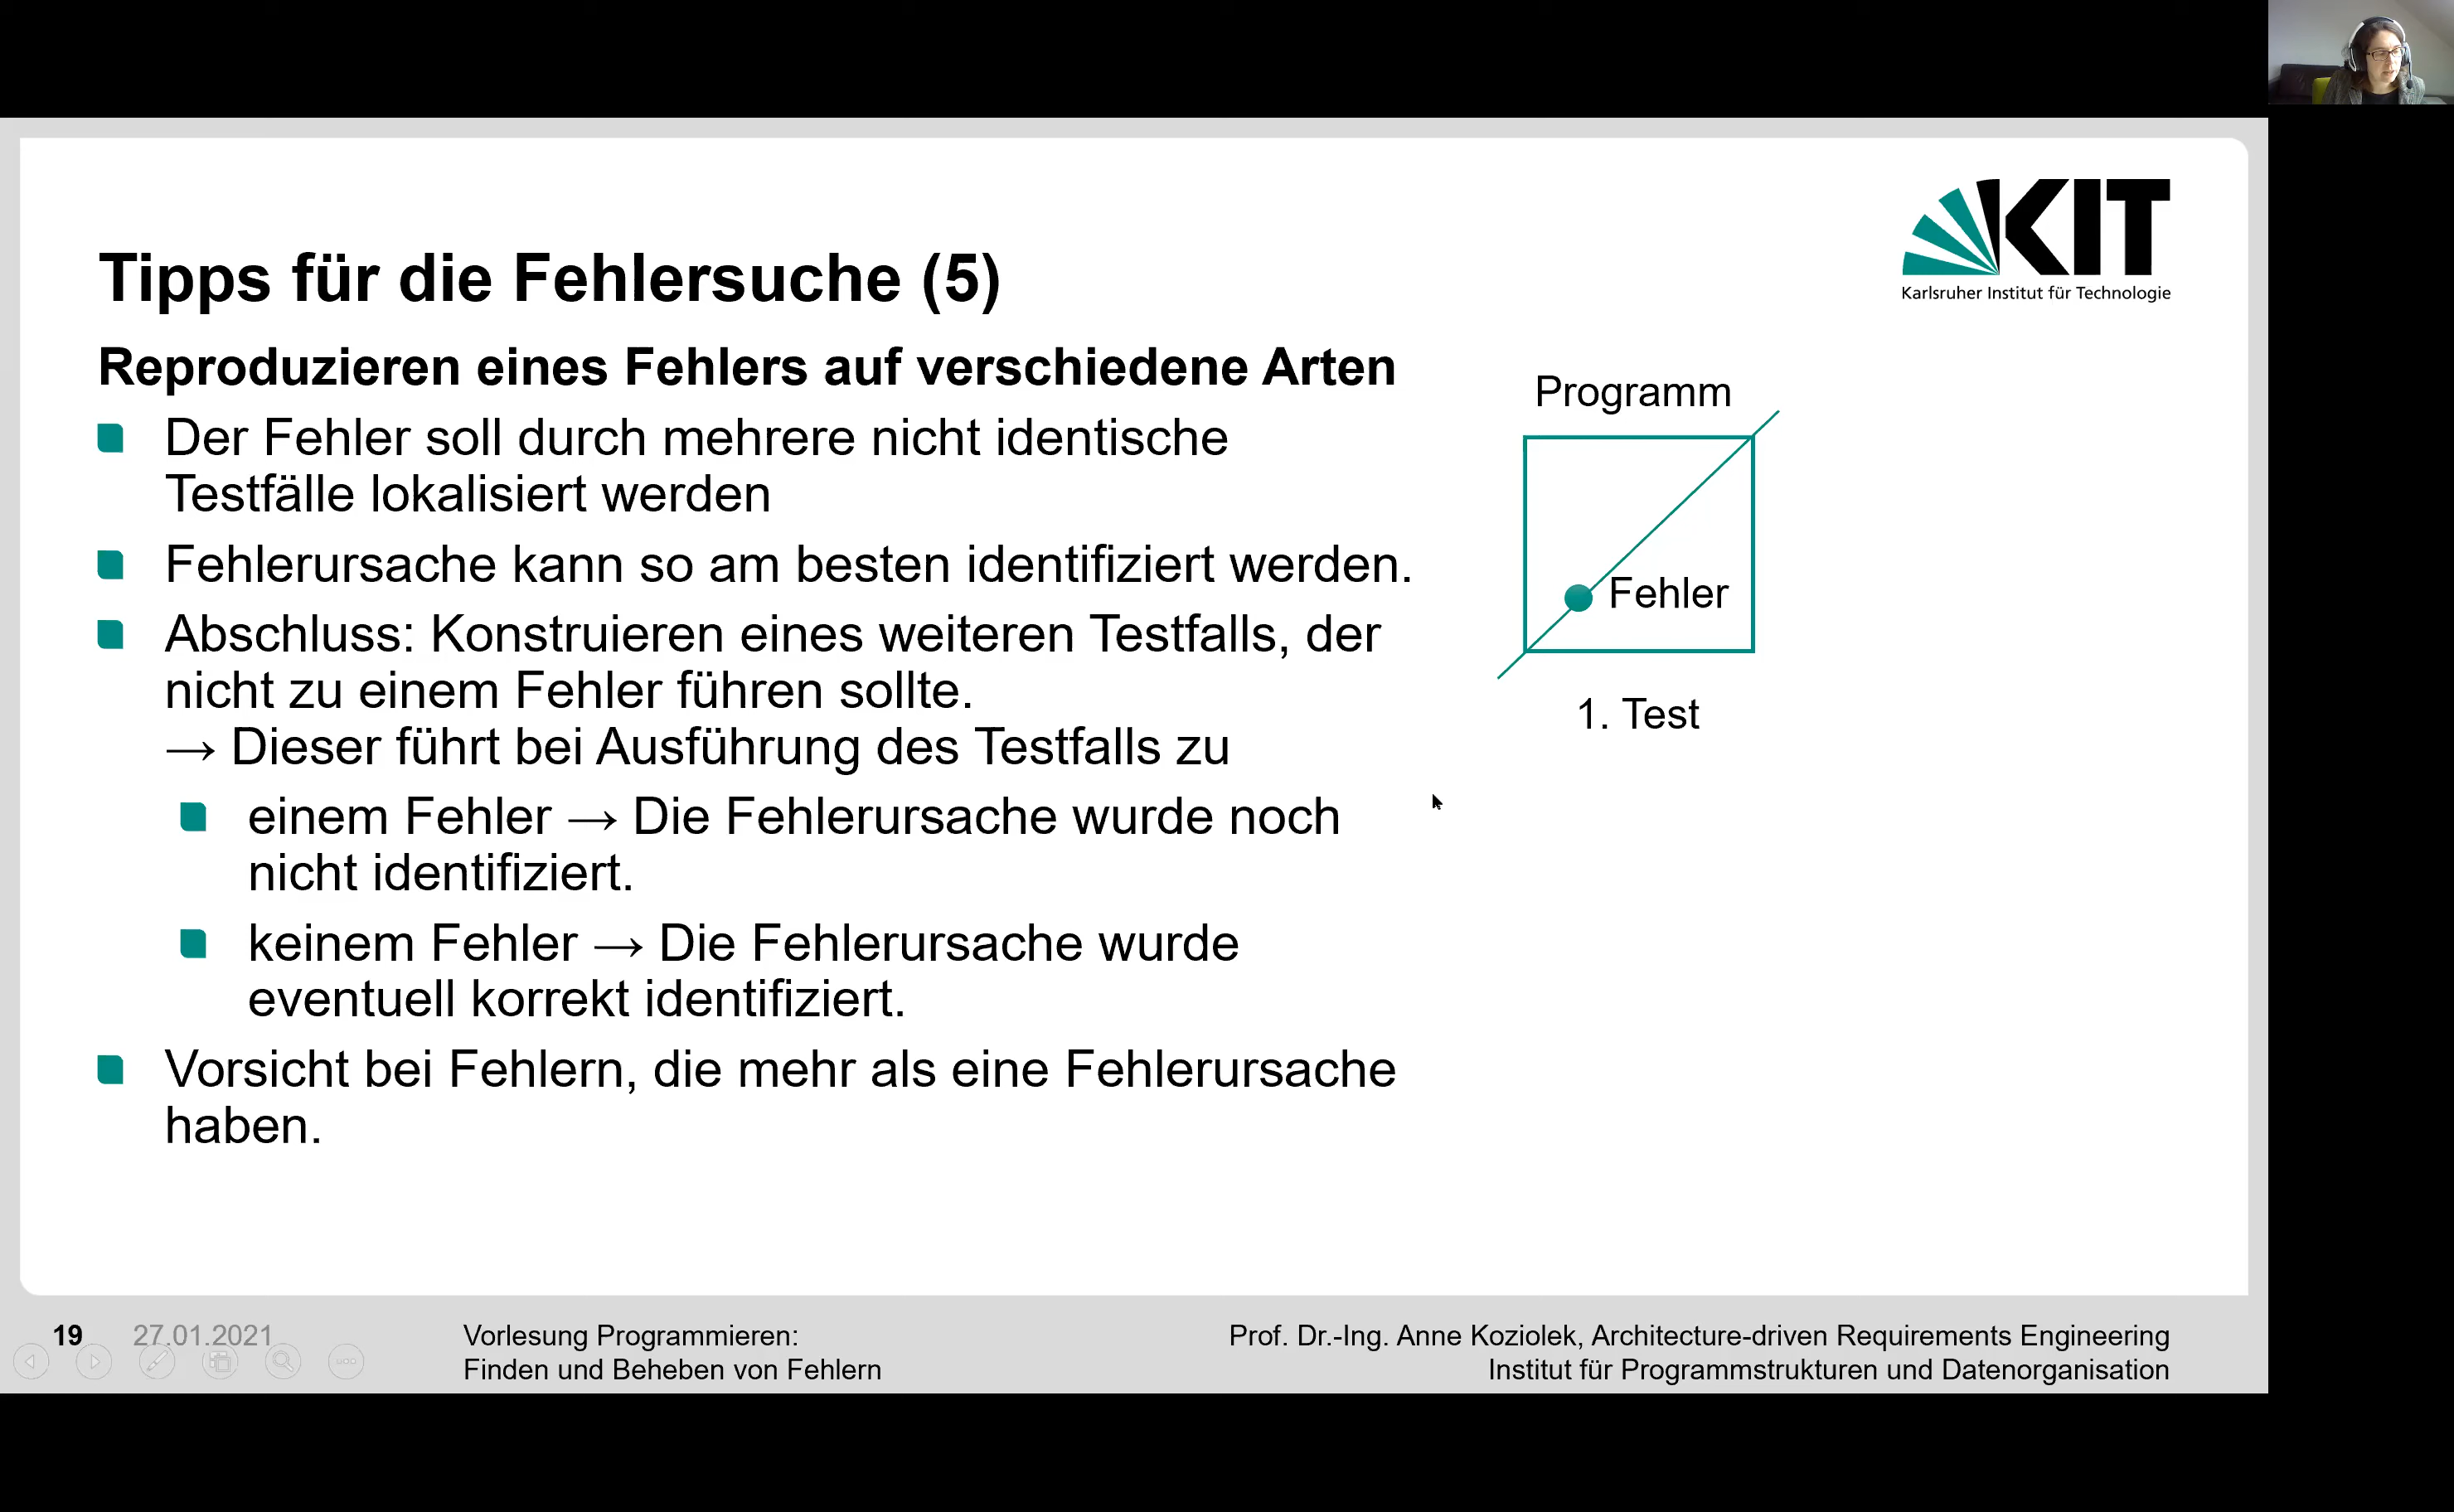 KIT
Karlsruher Institut für Technologie
Tipps für die Fehlersuche (5)
Reproduzieren eines Fehlers auf verschiedene Arten
Der Fehler soll durch mehrere nicht identische
Testfälle lokalisiert werden
Fehlerursache kann so am besten identifiziert werden.
Abschluss: Konstruieren eines weiteren Testfalls, der
nicht zu einem Fehler führen sollte.
→ Dieser führt bei Ausführung des Testfalls zu
einem Fehler → Die Fehlerursache wurde noch
nicht identifiziert.
keinem Fehler → Die Fehlerursache wurde
eventuell korrekt identifiziert.
Vorsicht bei Fehlern, die mehr als eine Fehlerursache
haben.
Programm
Fehler
1. Test
19
27.01.2021
Vorlesung Programmieren:
Finden und Beheben von Fehlern
Prof. Dr.-Ing. Anne Koziolek, Architecture-driven Requirements Engineering
Institut für Programmstrukturen und Datenorganisation